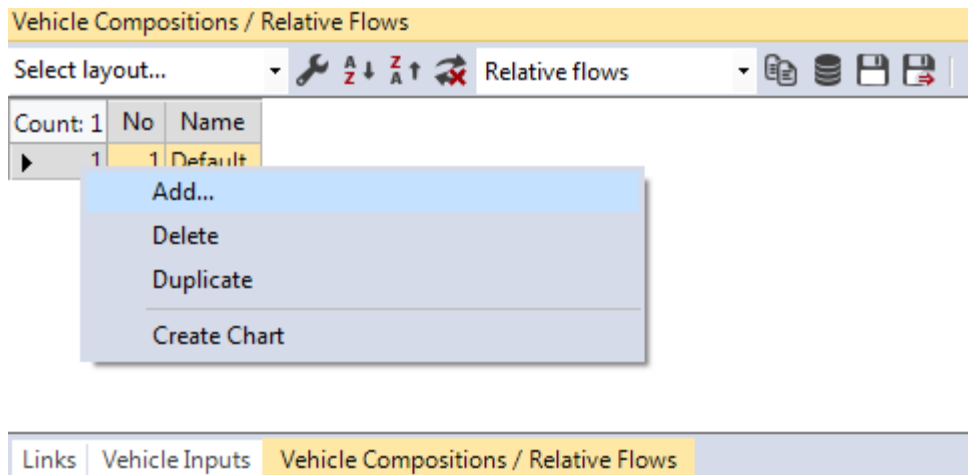 Vehicle Compositions / Relative Flows
Select layout... Relative flows
Count: 1 No Name
1 1 Default
Add...
Delete
Duplicate
Create Chart
Links Vehicle Inputs Vehicle Compositions / Relative Flows